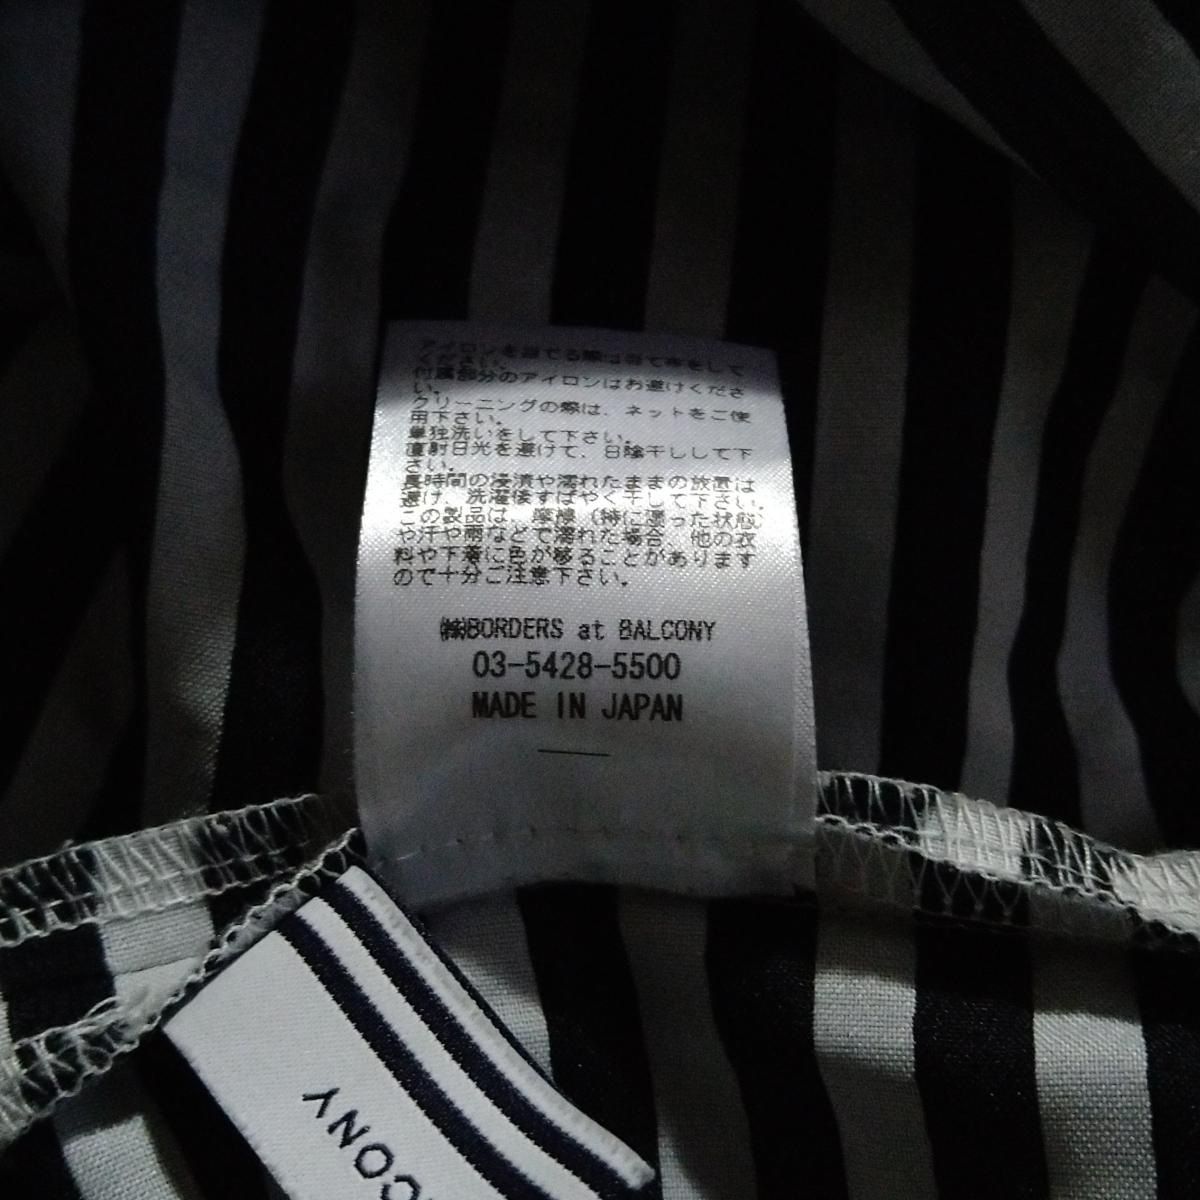 アイロンを当てる際は当て布をして
ください。
付属部分のアイロンはお避けくださ
い。
クリーニングの際は、ネットをご使
用下さい。
単独洗いをして下さい。
直射日光を避けて、日陰干しして下
さい。
長時間の浸漬や濡れたままの放置は
避け、洗濯後すばやく干して下さい。
この製品は、摩擦（特に湿った状態）
や汗や雨などで濡れた場合、他の衣
料や下着に色が移ることがあります
ので十分ご注意下さい。
㈱BORDERS at BALCONY
03-5428-5500
MADE IN JAPAN
CONY